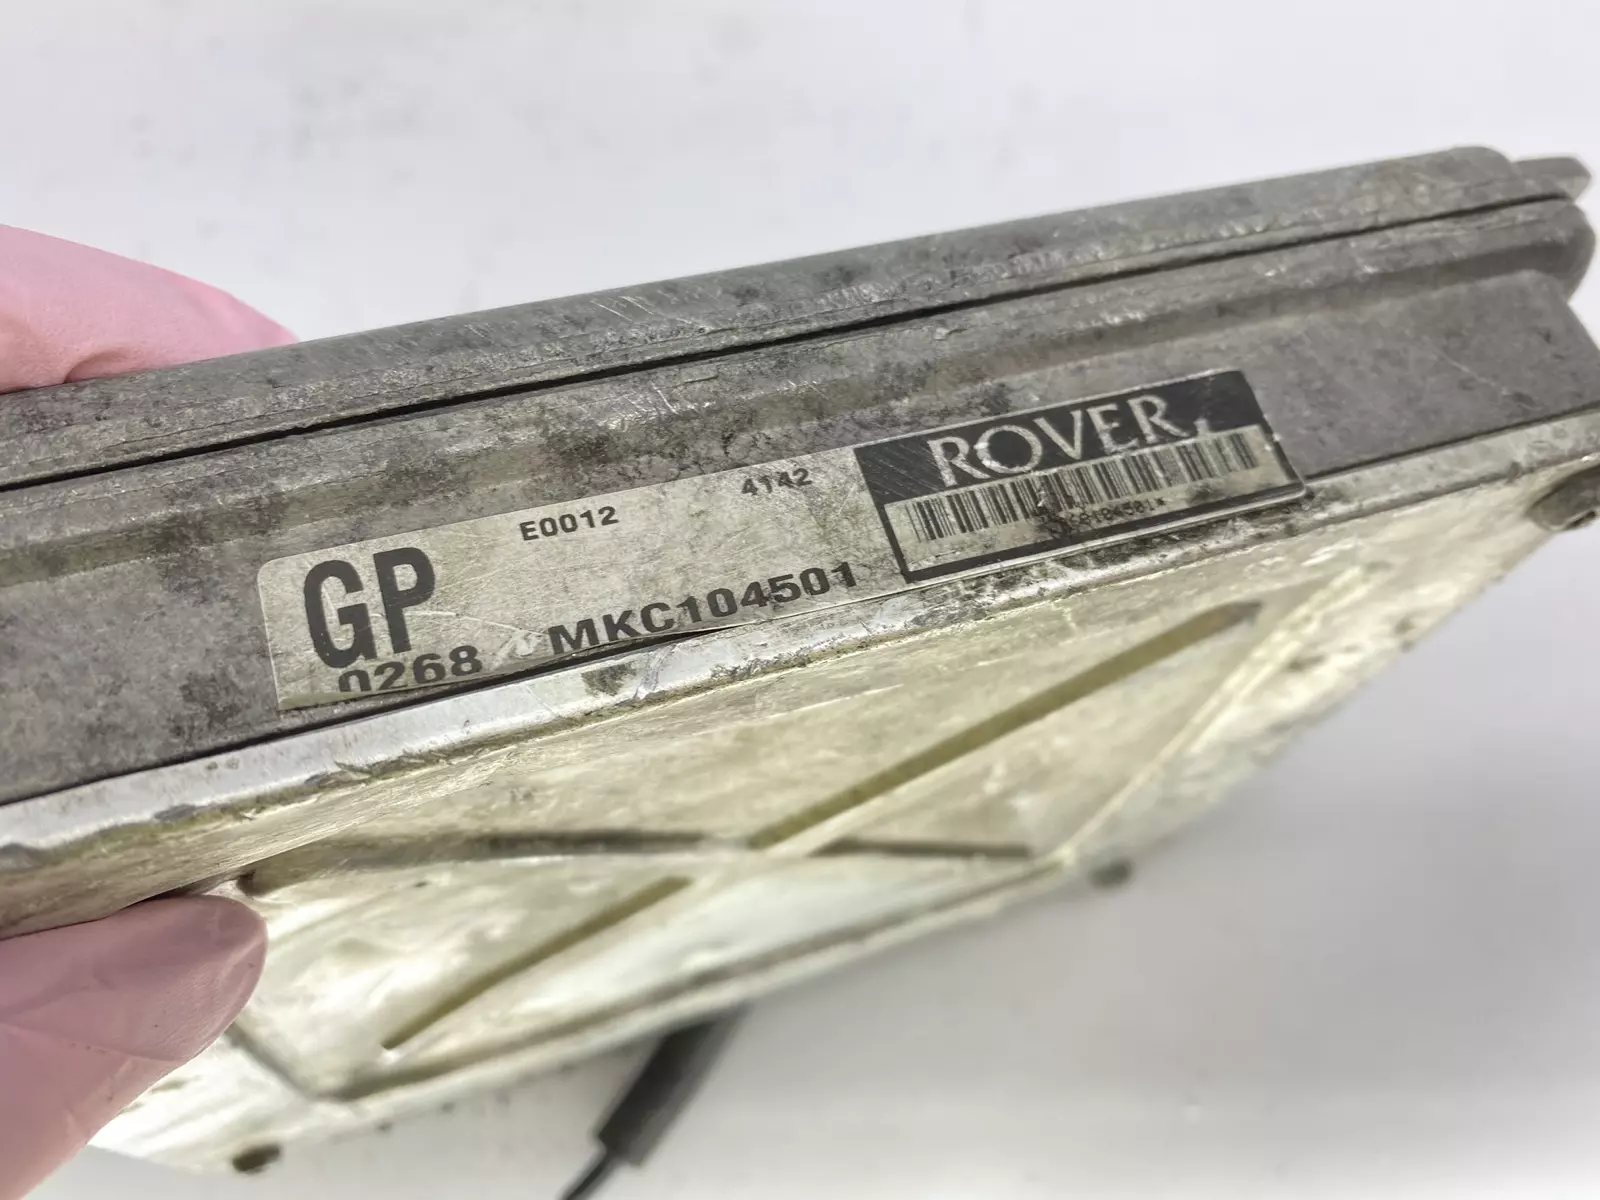 GP
E0012 4142
0268 MKC104501
ROVER